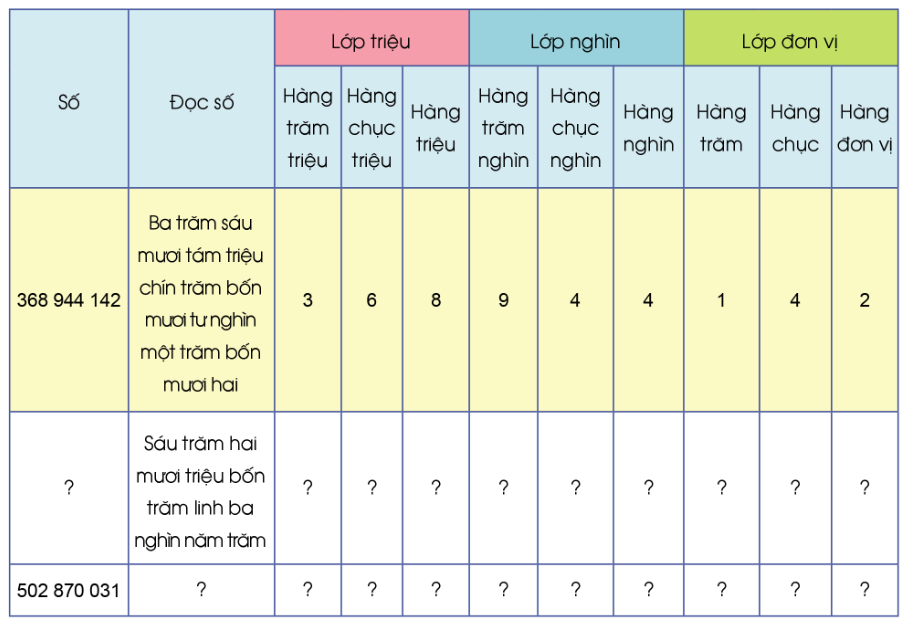 Số
Đọc số
Lớp triệu
Lớp nghìn
Lớp đơn vị
Hàng
trăm
triệu
Hàng
chục
triệu
Hàng
triệu
Hàng
trăm
nghìn
Hàng
chục
nghìn
Hàng
nghìn
Hàng
trăm
Hàng
chục
Hàng
đơn vị
368 944 142
Ba trăm sáu
mươi tám triệu
chín trăm bốn
mươi tư nghìn
một trăm bốn
mươi hai
3 6 8 9 4 4 1 4 2
?
Sáu trăm hai
mươi triệu bốn
trăm linh ba
nghìn năm trăm
? ? ? ? ? ? ? ? ?
502 870 031 ? ? ? ? ? ? ? ? ? ?